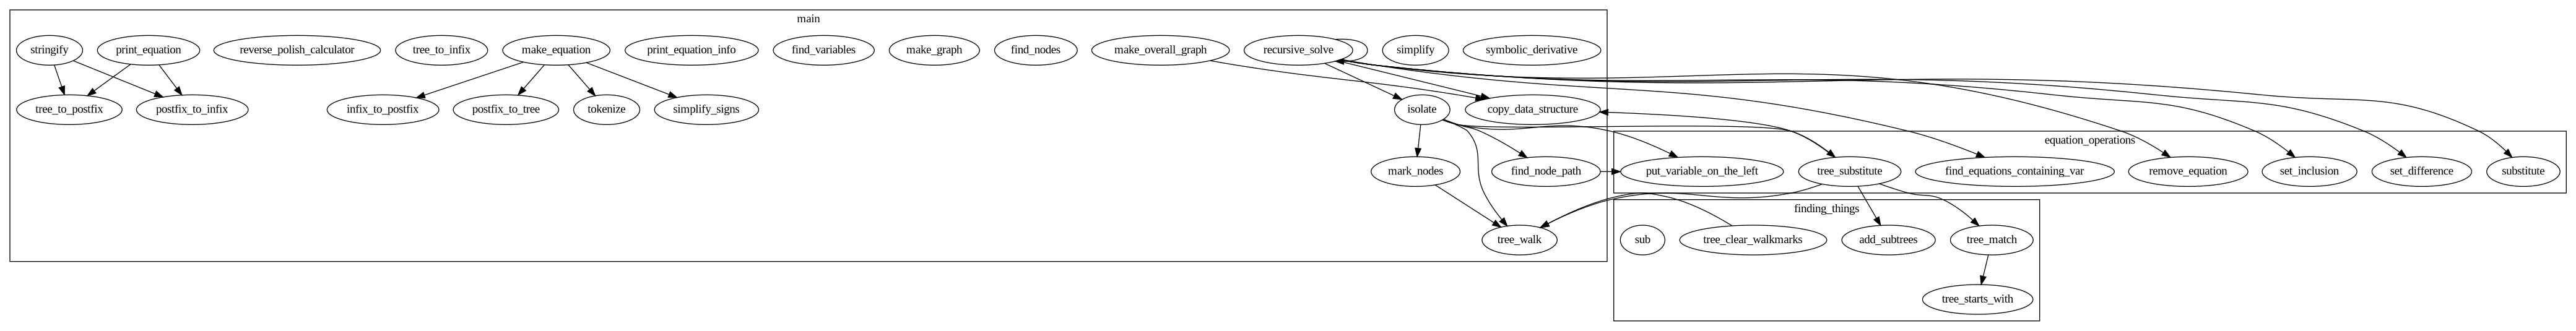 main
stringify
print_equation
reverse_polish_calculator
tree_to_infix
make_equation
print_equation_info
find_variables
make_graph
find_nodes
make_overall_graph
recursive_solve
simplify
symbolic_derivative
tree_to_postfix
postfix_to_infix
infix_to_postfix
postfix_to_tree
tokenize
simplify_signs
isolate
copy_data_structure
equation_operations
mark_nodes
find_node_path
put_variable_on_the_left
tree_substitute
find_equations_containing_var
remove_equation
set_inclusion
set_difference
substitute
finding_things
tree_walk
sub
tree_clear_walkmarks
add_subtrees
tree_match
tree_starts_with